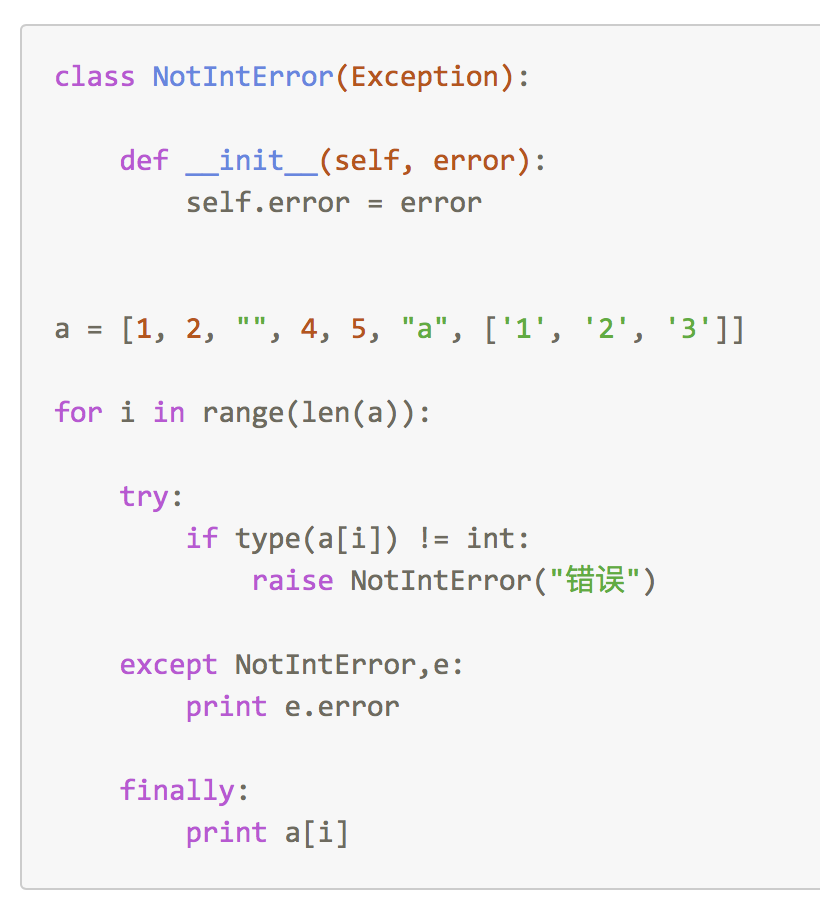 class NotIntError(Exception):
    def __init__(self, error):
        self.error = error
a = [1, 2, "", 4, 5, "a", ['1', '2', '3']]
for i in range(len(a)):
    try:
        if type(a[i]) != int:
            raise NotIntError("错误")
    except NotIntError,e:
        print e.error
    finally:
        print a[i]